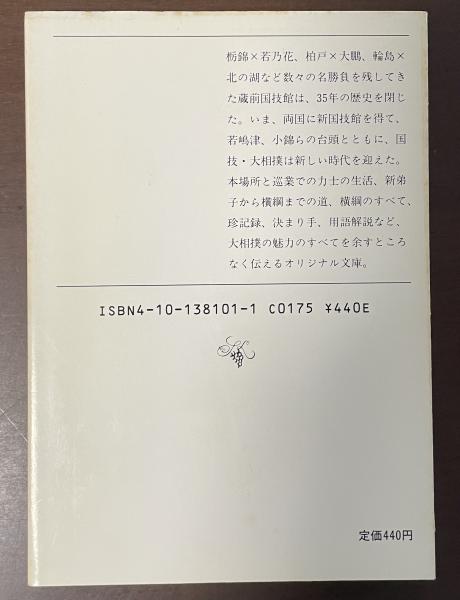 栃錦×若乃花、柏戸×大鵬、輪島×
北の湖など数々の名勝負を残してき
た蔵前国技館は、35年の歴史を閉じ
た。いま、両国に新国技館を得て、
若嶋津、小錦らの台頭とともに、国
技・大相撲は新しい時代を迎えた。
本場所と巡業での力士の生活、新弟
子から横綱までの道、横綱のすべて、
珍記録、決まり手、用語解説など、
大相撲の魅力のすべてを余すところ
なく伝えるオリジナル文庫。
ISBN4-10-138101-1 C0175 ¥440E
定価440円